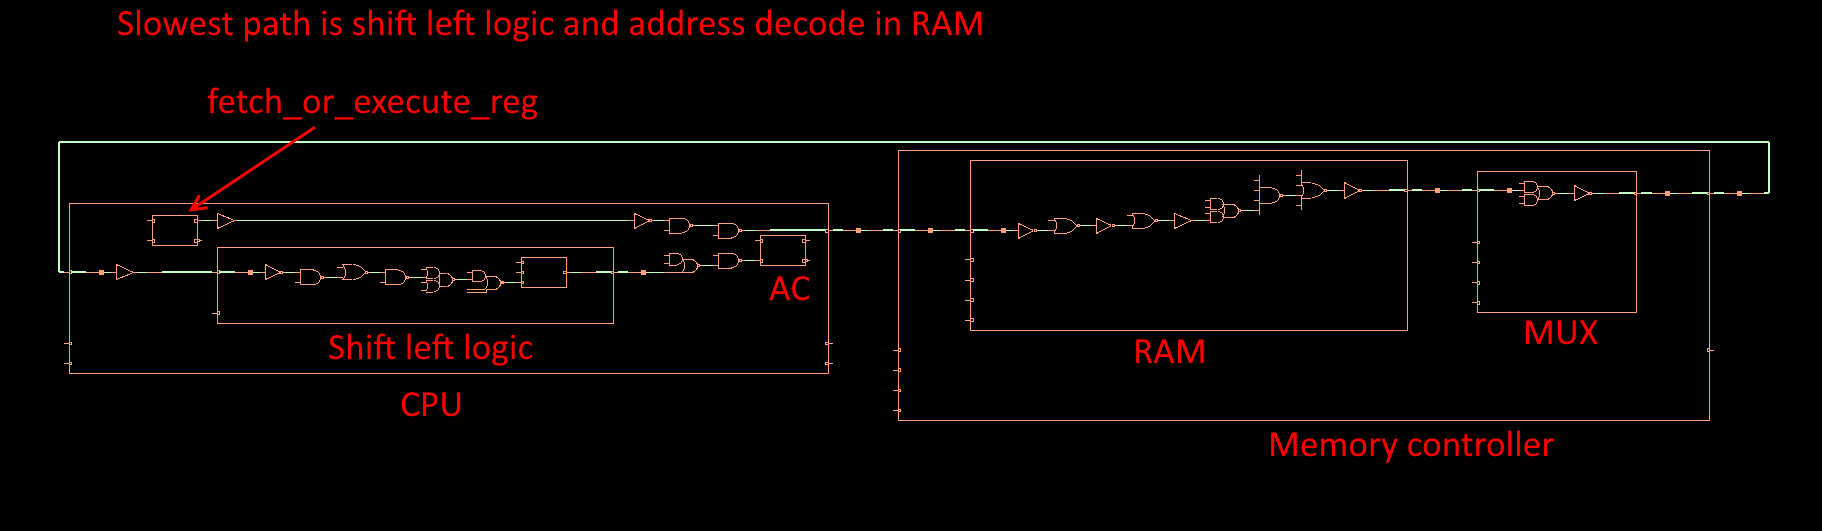 Slowest path is shift left logic and address decode in RAM
fetch_or_execute_reg
AC
Shift left logic
CPU
RAM
MUX
Memory controller